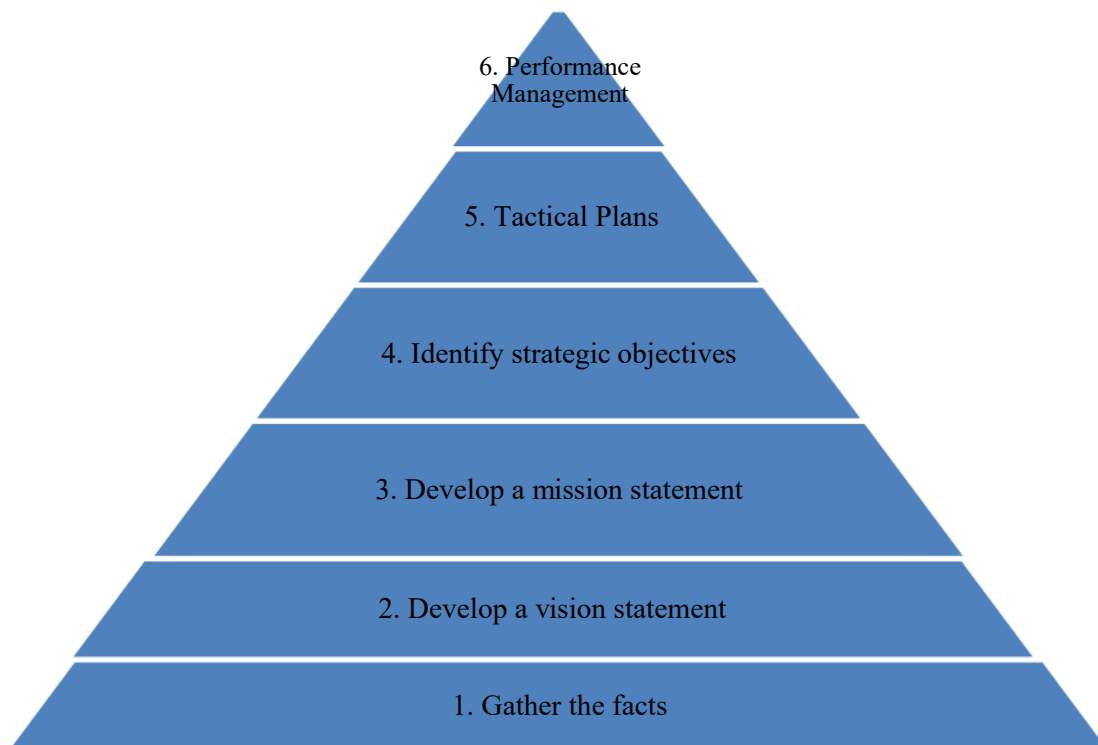 6. Performance
Management
5. Tactical Plans
4. Identify strategic objectives
3. Develop a mission statement
2. Develop a vision statement
1. Gather the facts